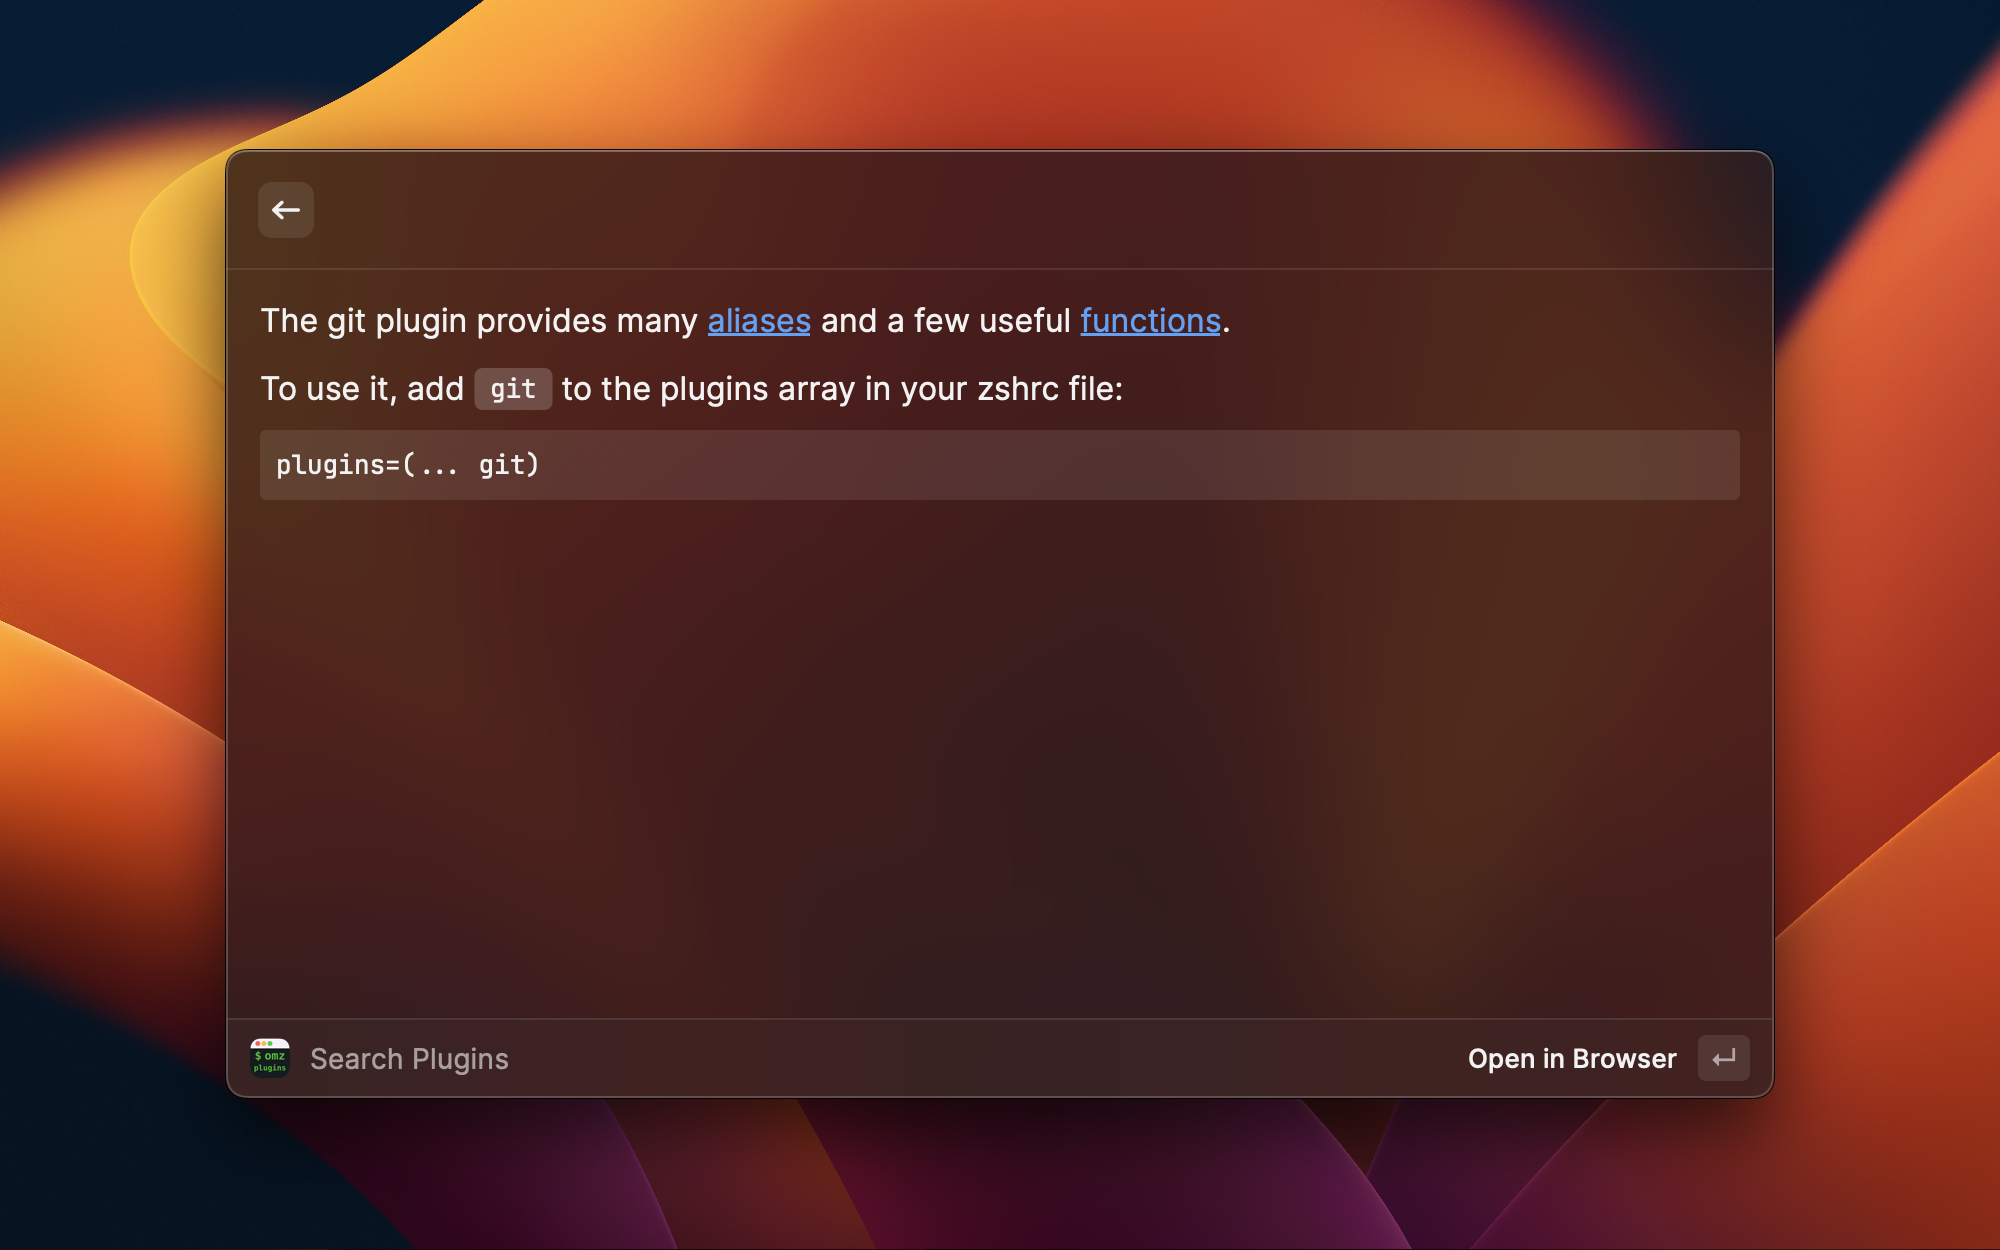 The git plugin provides many aliases and a few useful functions.
To use it, add git to the plugins array in your zshrc file:
plugins=(... git)
$ omz
plugins
Search Plugins
Open in Browser